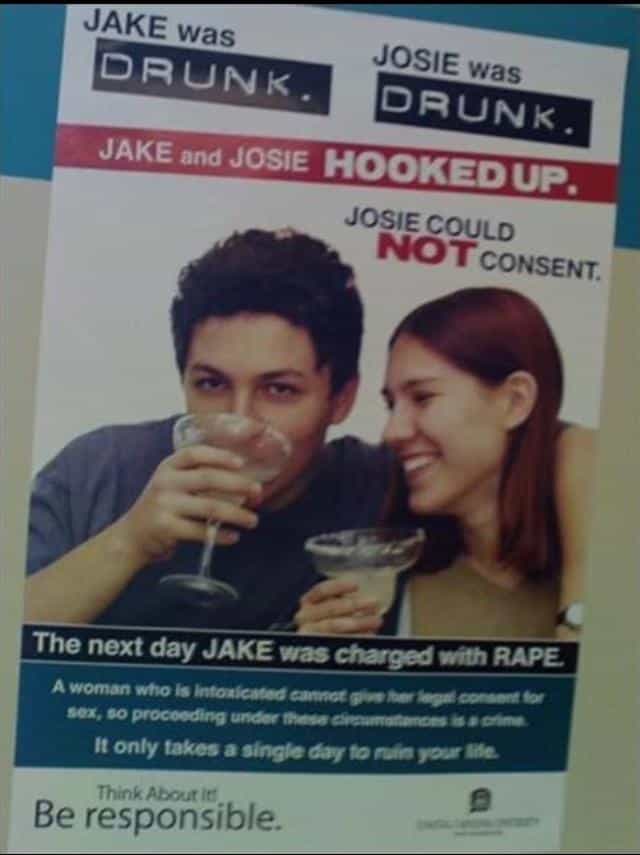 JAKE was
DRUNK.
JOSIE was
DRUNK.
JAKE and JOSIE HOOKED UP.
JOSIE COULD
NOT CONSENT.
The next day JAKE was charged with RAPE.
A woman who is intoxicated cannot give her legal consent for
sex, so proceeding under these circumstances is a crime.
It only takes a single day to ruin your life.
Think About It!
Be responsible.